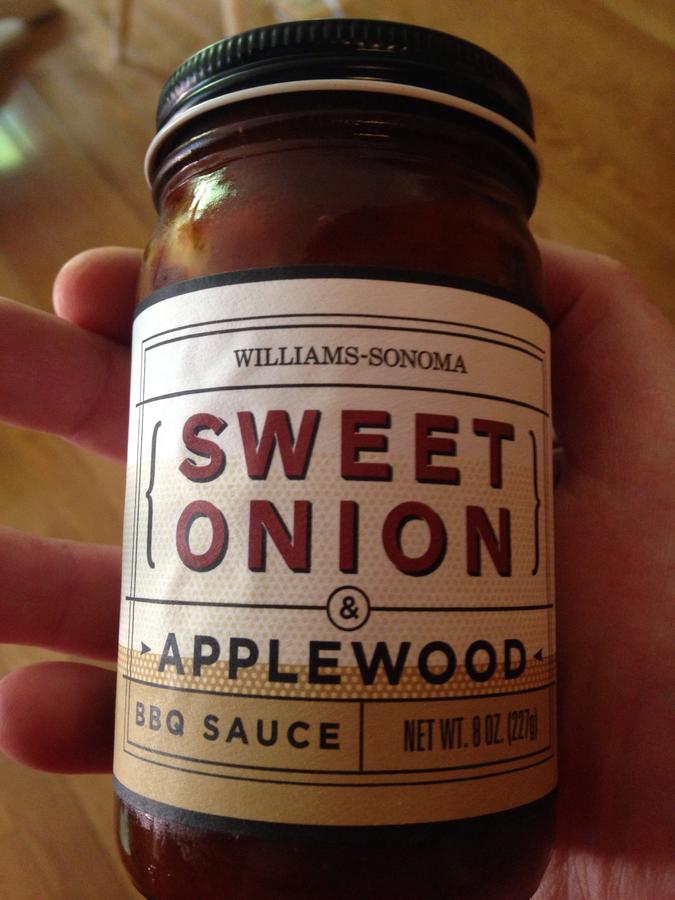 WILLIAMS-SONOMA
SWEET
ONION
&
APPLEWOOD
BBQ SAUCE
NET WT. 8 OZ. (227g)